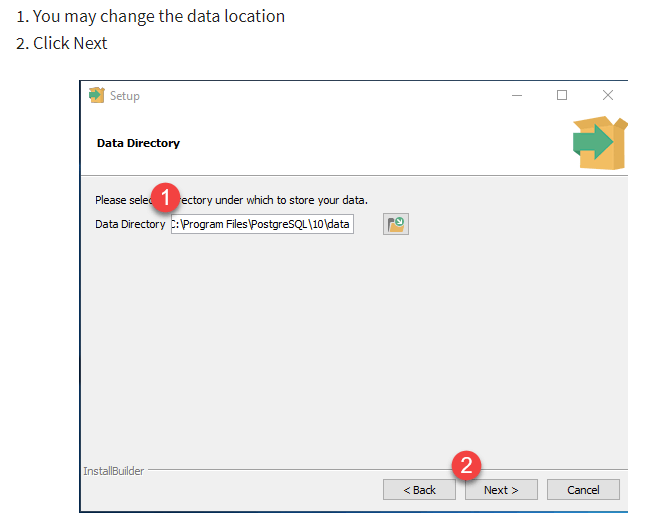 1. You may change the data location
2. Click Next
Setup
Data Directory
Please selec 1 ectory under which to store your data.
Data Directory C:\Program Files\PostgreSQL\10\data
InstallBuilder
2
< Back Next > Cancel